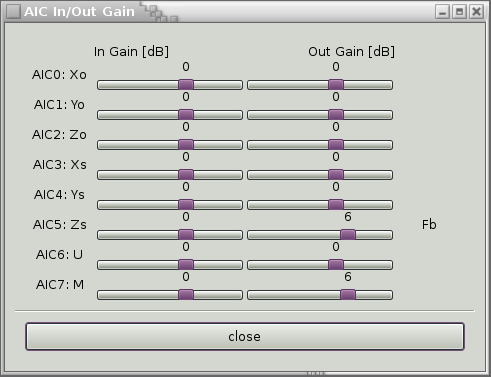 AIC In/Out Gain
In Gain [dB] Out Gain [dB]
0 0
AIC0: Xo
0 0
AIC1: Yo
0 0
AIC2: Zo
0 0
AIC3: Xs
0 0
AIC4: Ys
0 6
AIC5: Zs Fb
0 0
AIC6: U
0 6
AIC7: M
close